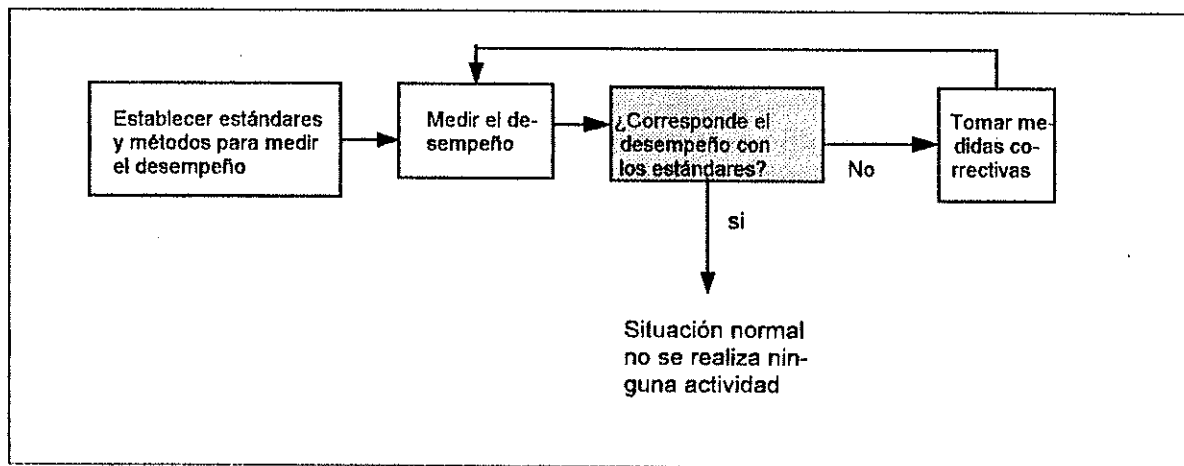 Establecer estándares
y métodos para medir
el desempeño
Medir el de-
sempeño
¿Corresponde el
desempeño con
los estándares?
No
Tomar me-
didas co-
rrectivas
si
Situación normal
no se realiza nin-
guna actividad